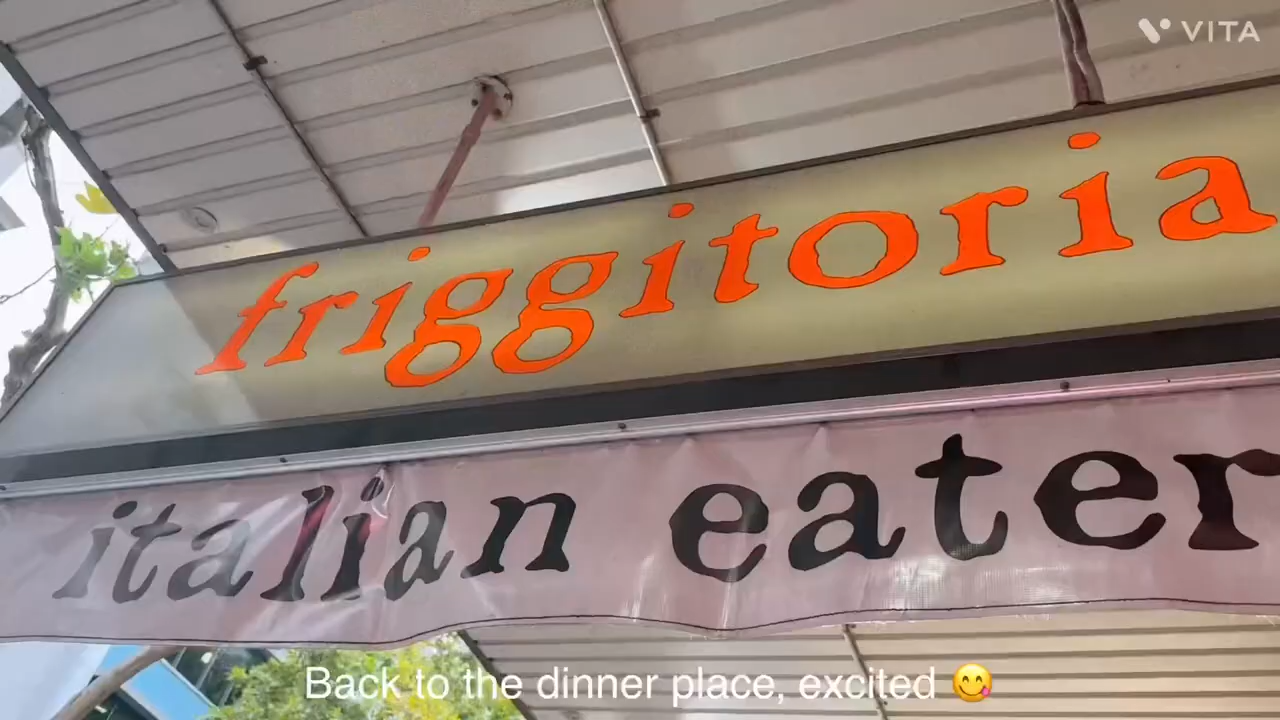 VITA
friggitoria
italian eater
Back to the dinner place, excited 😋